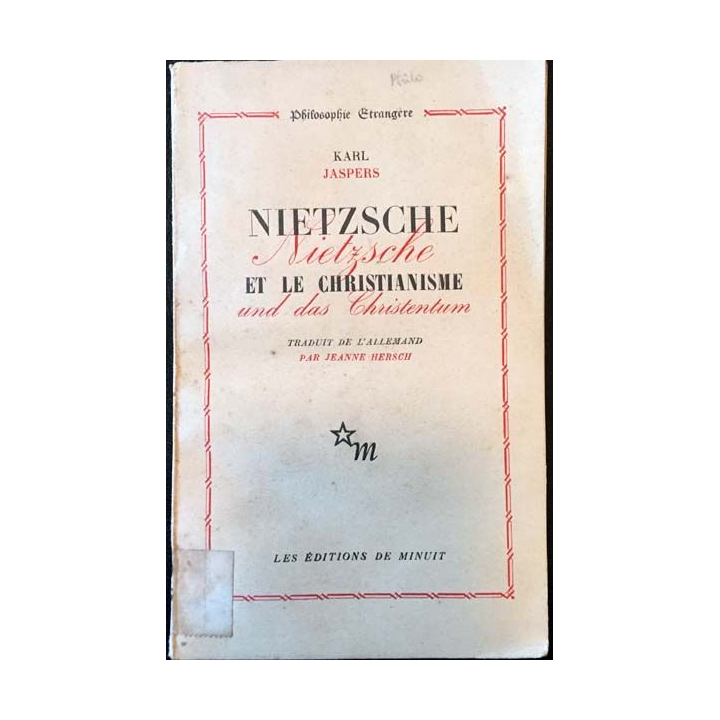 Philo
Philosophie Étrangère
KARL
JASPERS
NIETZSCHE
Nietzsche
ET LE CHRISTIANISME
und das Christentum
TRADUIT DE L'ALLEMAND
PAR JEANNE HERSCH
m
LES ÉDITIONS DE MINUIT